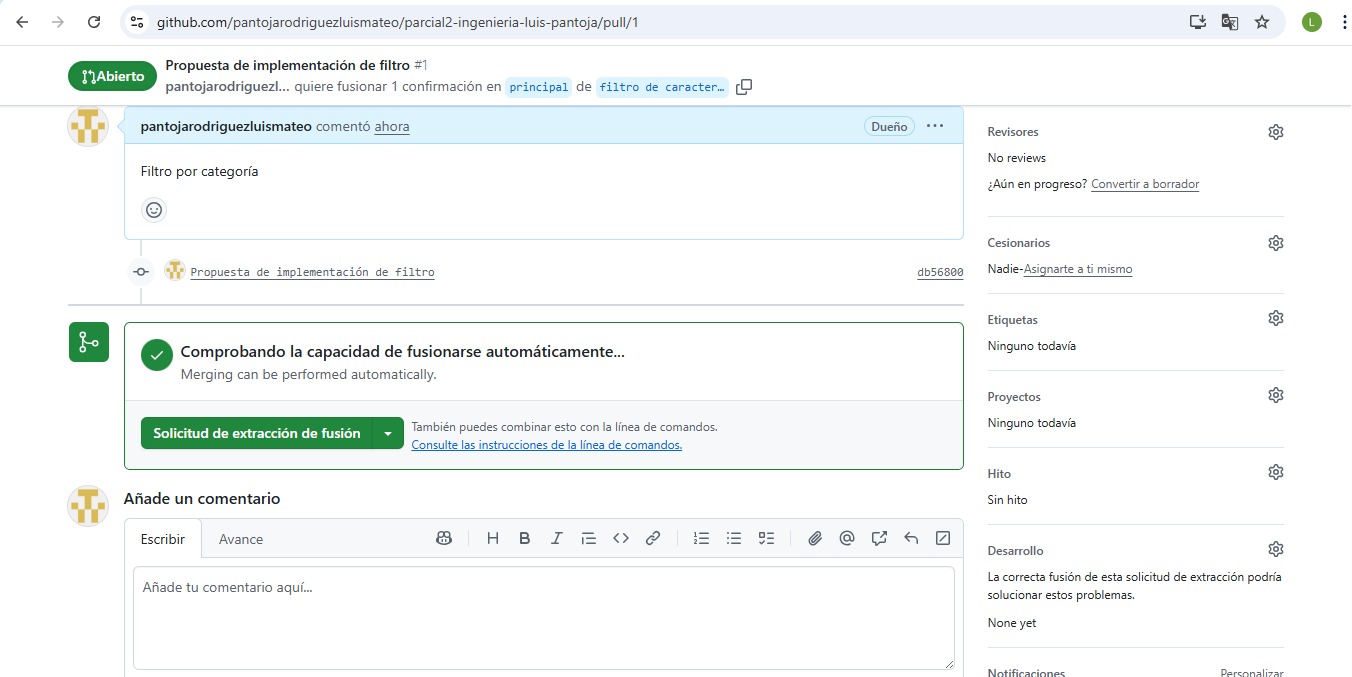 github.com/pantojarodriguezluismateo/parcial2-ingenieria-luis-pantoja/pull/1
L
Abierto
Propuesta de implementación de filtro #1
pantojarodriguezl... quiere fusionar 1 confirmación en principal de filtro de caracter...
pantojarodriguezluismateo comentó ahora
Dueño
Filtro por categoría
Propuesta de implementación de filtro
db56800
Comprobando la capacidad de fusionarse automáticamente...
Merging can be performed automatically.
Solicitud de extracción de fusión
También puedes combinar esto con la línea de comandos.
Consulte las instrucciones de la línea de comandos.
Añade un comentario
Escribir
Avance
Añade tu comentario aquí...
Revisores
No reviews
¿Aún en progreso? Convertir a borrador
Cesionarios
Nadie-Asignarte a ti mismo
Etiquetas
Ninguno todavía
Proyectos
Ninguno todavía
Hito
Sin hito
Desarrollo
La correcta fusión de esta solicitud de extracción podría
solucionar estos problemas.
None yet
Notificaciones
Personalizar